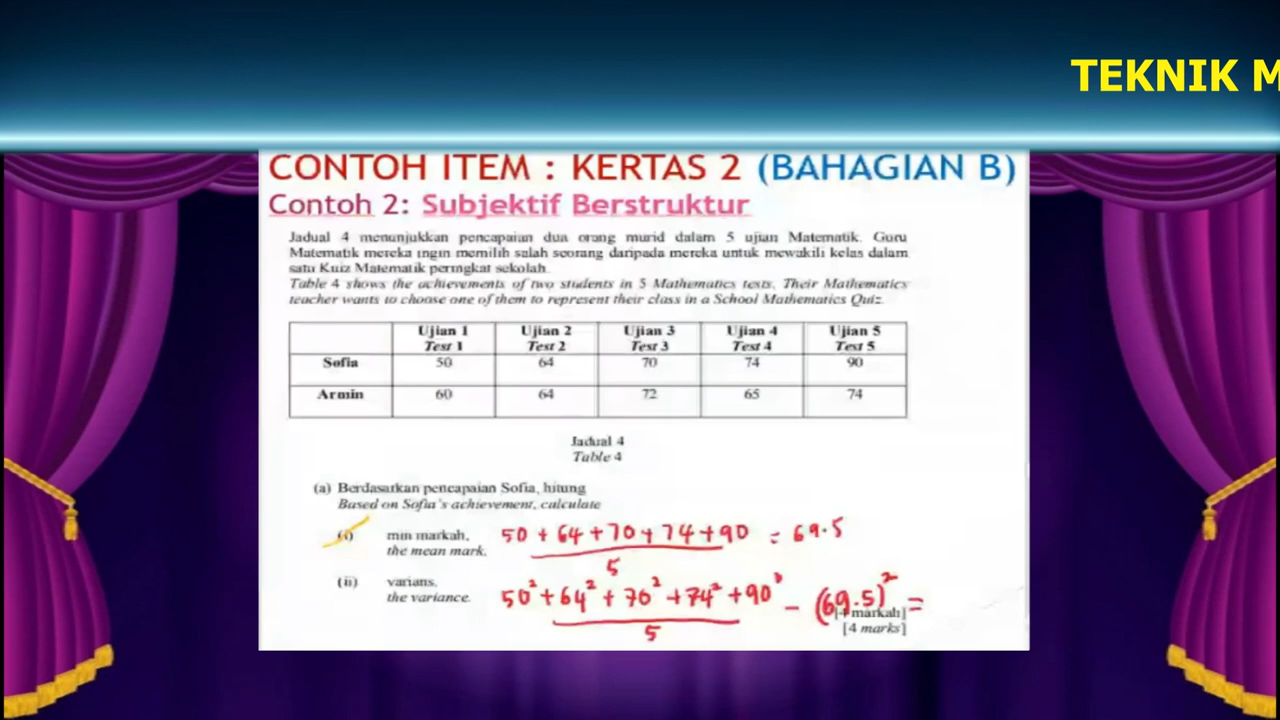 TEKNIK M
CONTOH ITEM : KERTAS 2 (BAHAGIAN B)
Contoh 2: Subjektif Berstruktur
Jadual 4 menunjukkan pencapaian dua orang murid dalam 5 ujian Matematik. Guru
Matematik mereka ingin memilih salah seorang daripada mereka untuk mewakili kelas dalam
satu Kuiz Matematik peringkat sekolah.
Table 4 shows the achievements of two students in 5 Mathematics tests. Their Mathematics
teacher wants to choose one of them to represent their class in a School Mathematics Quiz.
Ujian 1 Ujian 2 Ujian 3 Ujian 4 Ujian 5
Test 1 Test 2 Test 3 Test 4 Test 5
Sofia 50 64 70 74 90
Armin 60 64 72 65 74
Jadual 4
Table 4
(a) Berdasarkan pencapaian Sofia, hitung
Based on Sofia's achievement, calculate
(i) min markah, 50 + 64 + 70 + 74 + 90 = 69.5
the mean mark. 5
(ii) varians. 50² + 64² + 70² + 74² + 90² - (69.5)² =
the variance. 5
[4 markah]
[4 marks]